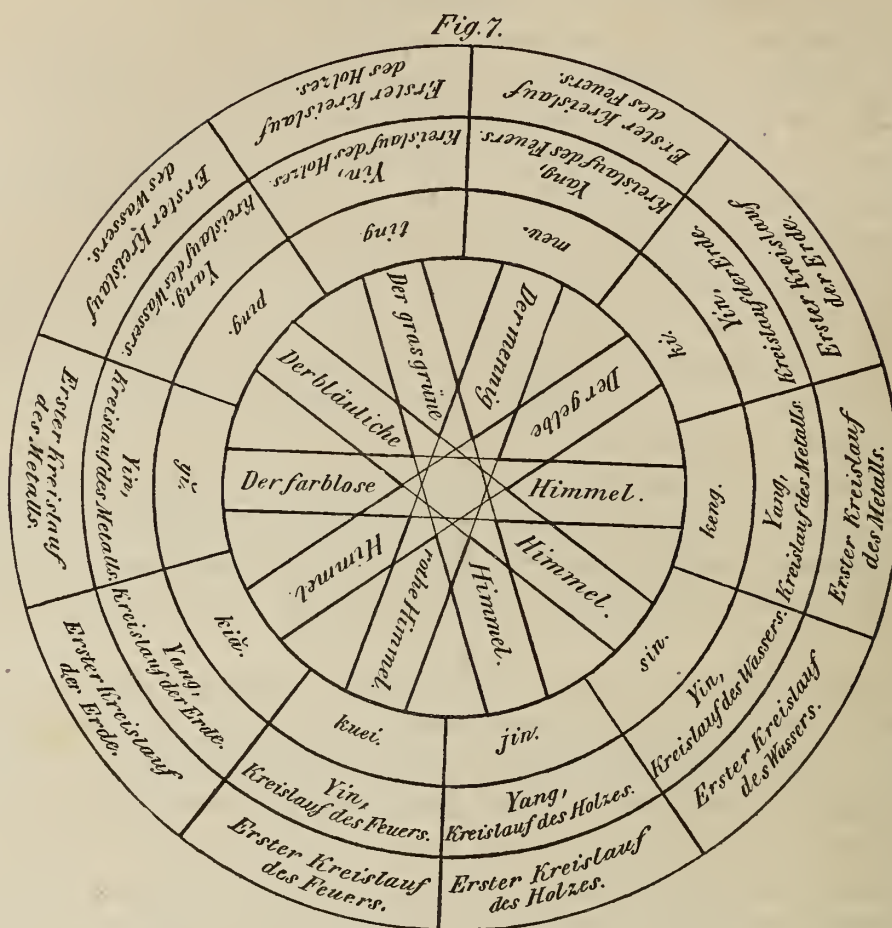 Fig. 7.
Erster Kreislauf
des Feuers.
Yang,
Kreislauf des Feuers.
meu.
Erster Kreislauf
der Erde.
Yin,
Kreislauf der Erde.
kì.
Erster Kreislauf
des Metalls.
Yang,
Kreislauf des Metalls.
keng.
Erster Kreislauf
des Wassers.
Yin,
Kreislauf des Wassers.
sin.
Erster Kreislauf
des Holzes.
Yang,
Kreislauf des Holzes.
jin.
Erster Kreislauf
des Feuers.
Yin,
Kreislauf des Feuers.
kuei.
Erster Kreislauf
der Erde.
Yang,
Kreislauf der Erde.
kiă.
Erster Kreislauf
des Metalls.
Yin,
Kreislauf des Metalls.
yĭ.
Erster Kreislauf
des Wassers.
Yang,
Kreislauf des Wassers.
ping.
Erster Kreislauf
des Holzes.
Yin,
Kreislauf des Holzes.
ting
Der grasgrüne
Himmel.
Der mennig
rothe Himmel.
Der gelbe
Himmel.
Der farblose
Himmel.
Der bläuliche
Himmel.